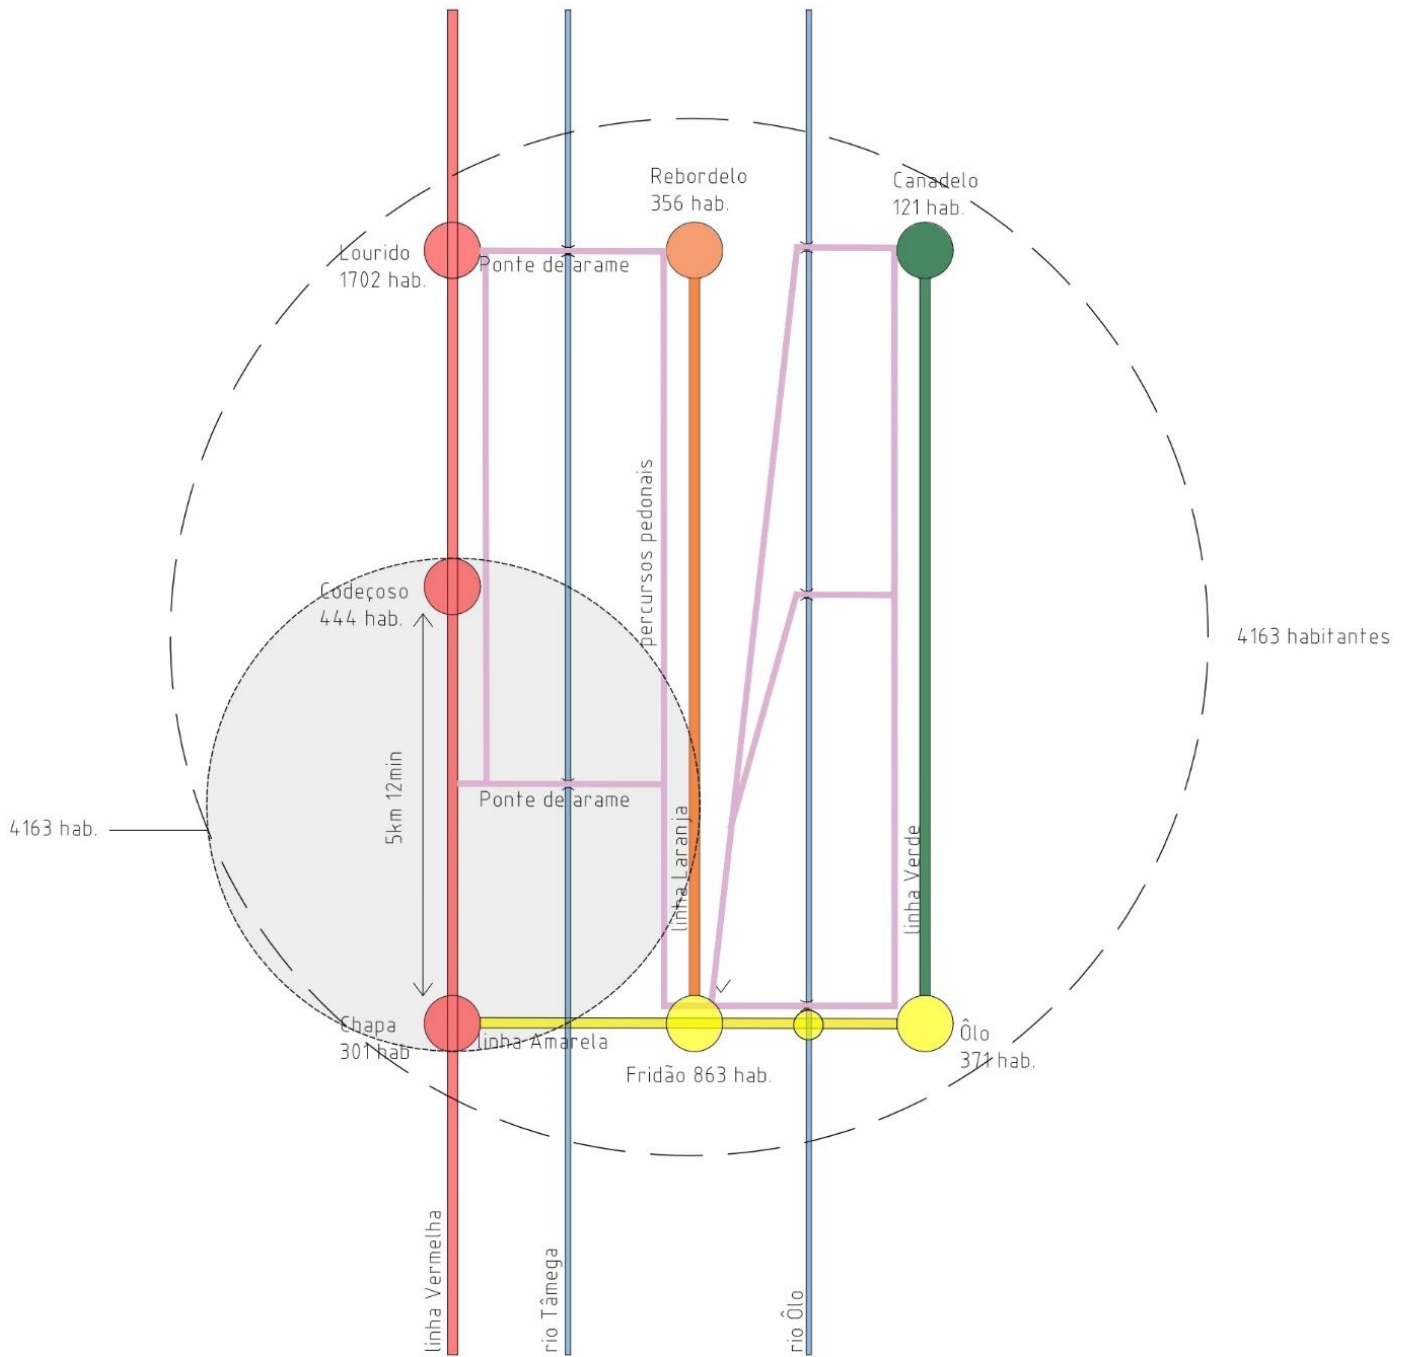 Rebordelo
356 hab.
Canadelo
121 hab.
Lourido
1702 hab.
Ponte de arame
percursos pedonais
Codeçoso
444 hab.
4163 habitantes
5km 12min
Ponte de arame
4163 hab.
linha Laranja
linha Verde
Chapa
301 hab
linha Amarela
Ôlo
371 hab.
Fridão 863 hab.
linha Vermelha
rio Tâmega
rio Ôlo